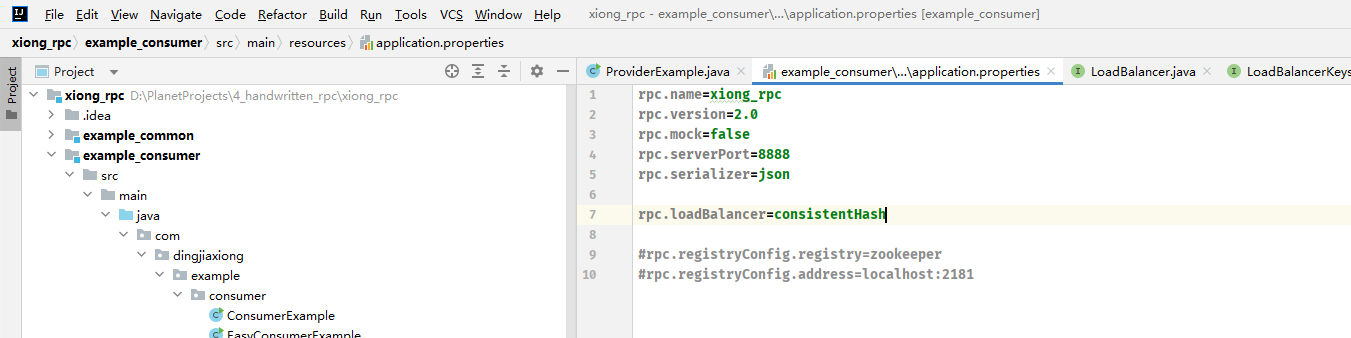 File Edit View Navigate Code Refactor Build Run Tools VCS Window Help xiong_rpc - example_consumer\...\application.properties [example_consumer]
xiong_rpc example_consumer src main resources application.properties
Project
Project
ProviderExample.java example_consumer\...\application.properties LoadBalancer.java LoadBalancerKeys
xiong_rpc D:\PlanetProjects\4_handwritten_rpc\xiong_rpc
.idea
example_common
example_consumer
src
main
java
com
dingjiaxiong
example
consumer
ConsumerExample
EasyConsumerExample
1 rpc.name=xiong_rpc
2 rpc.version=2.0
3 rpc.mock=false
4 rpc.serverPort=8888
5 rpc.serializer=json
6
7 rpc.loadBalancer=consistentHash
8
9 #rpc.registryConfig.registry=zookeeper
10 #rpc.registryConfig.address=localhost:2181